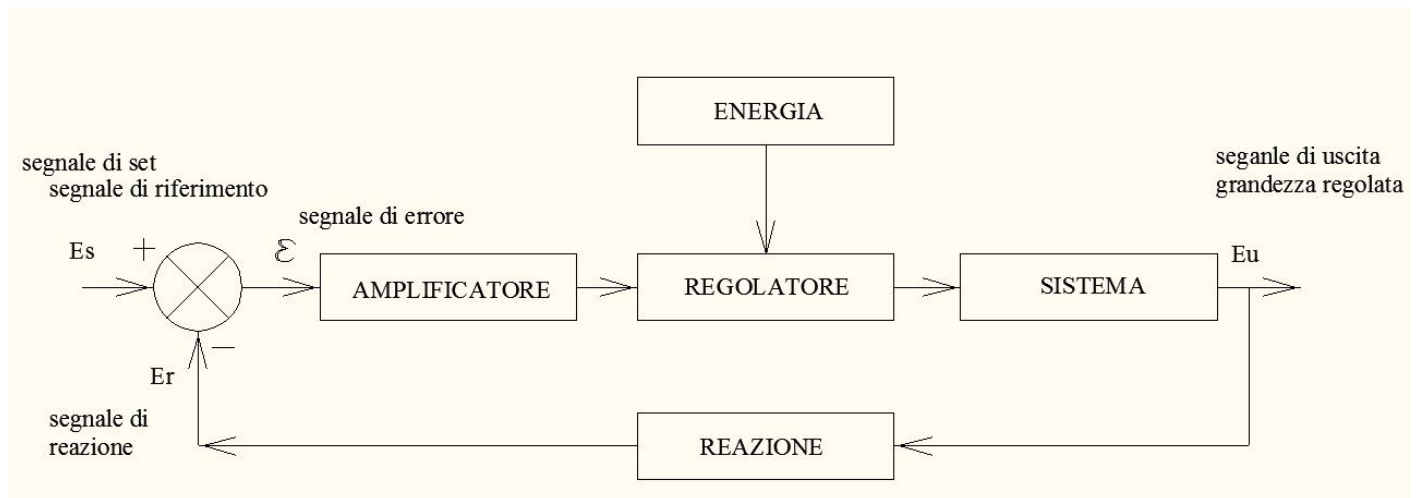 ENERGIA
segnale di set
segnale di riferimento
seganle di uscita
grandezza regolata
segnale di errore
Es
+
ε
Eu
AMPLIFICATORE
REGOLATORE
SISTEMA
−
Er
segnale di
reazione
REAZIONE